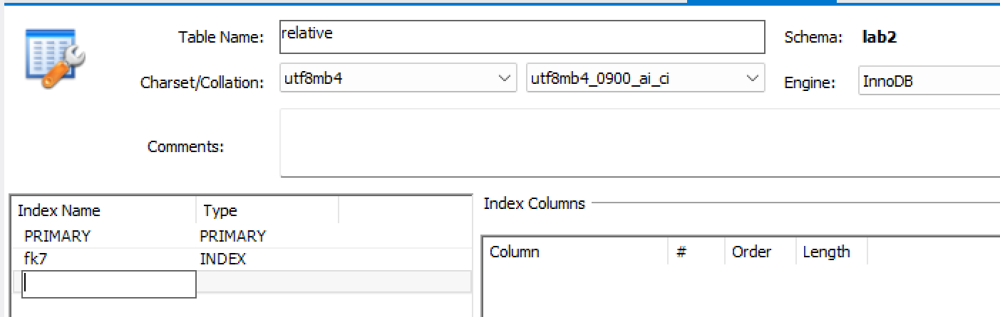 Table Name: relative Schema: lab2
Charset/Collation: utf8mb4 utf8mb4_0900_ai_ci Engine: InnoDB
Comments:
Index Name Type
PRIMARY PRIMARY
fk7 INDEX
Index Columns
Column # Order Length